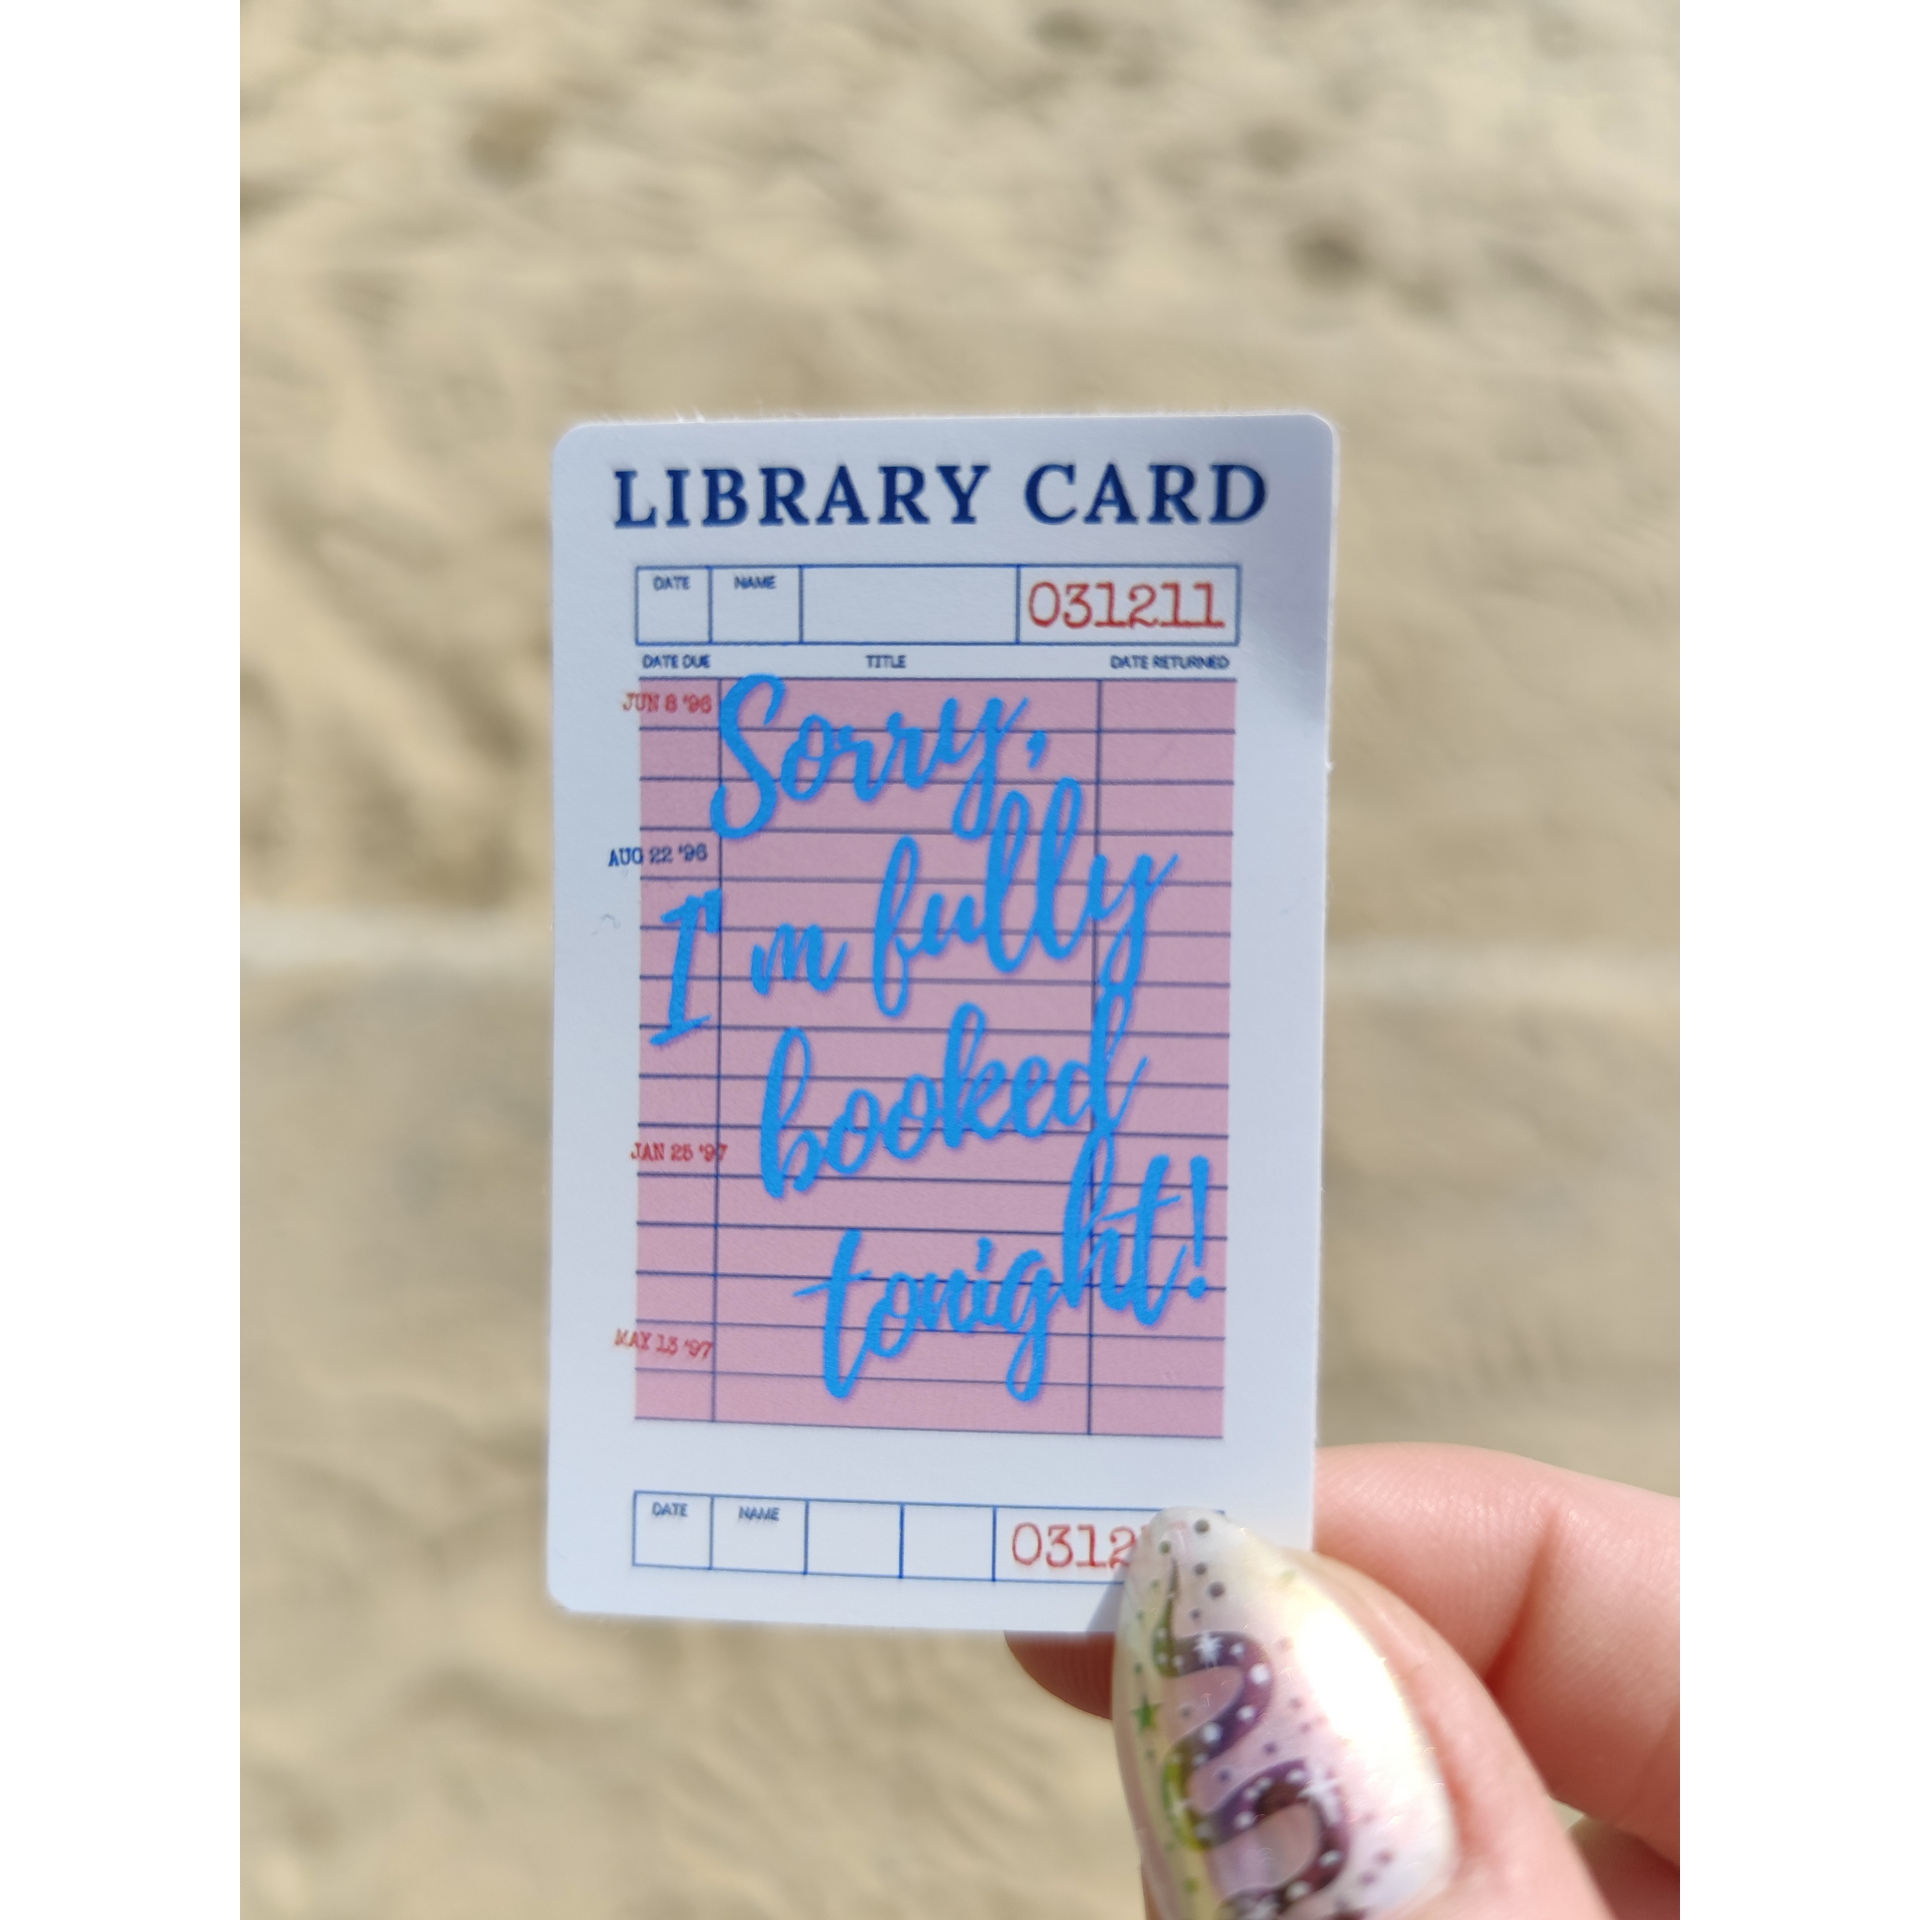 LIBRARY CARD
DATE NAME 031211
DATE DUE TITLE DATE RETURNED
JUN 8 '96
Sorry,
AUG 22 '96
I'm fully
booked
JAN 25 '97
tonight!
MAY 13 '97
DATE NAME 0312